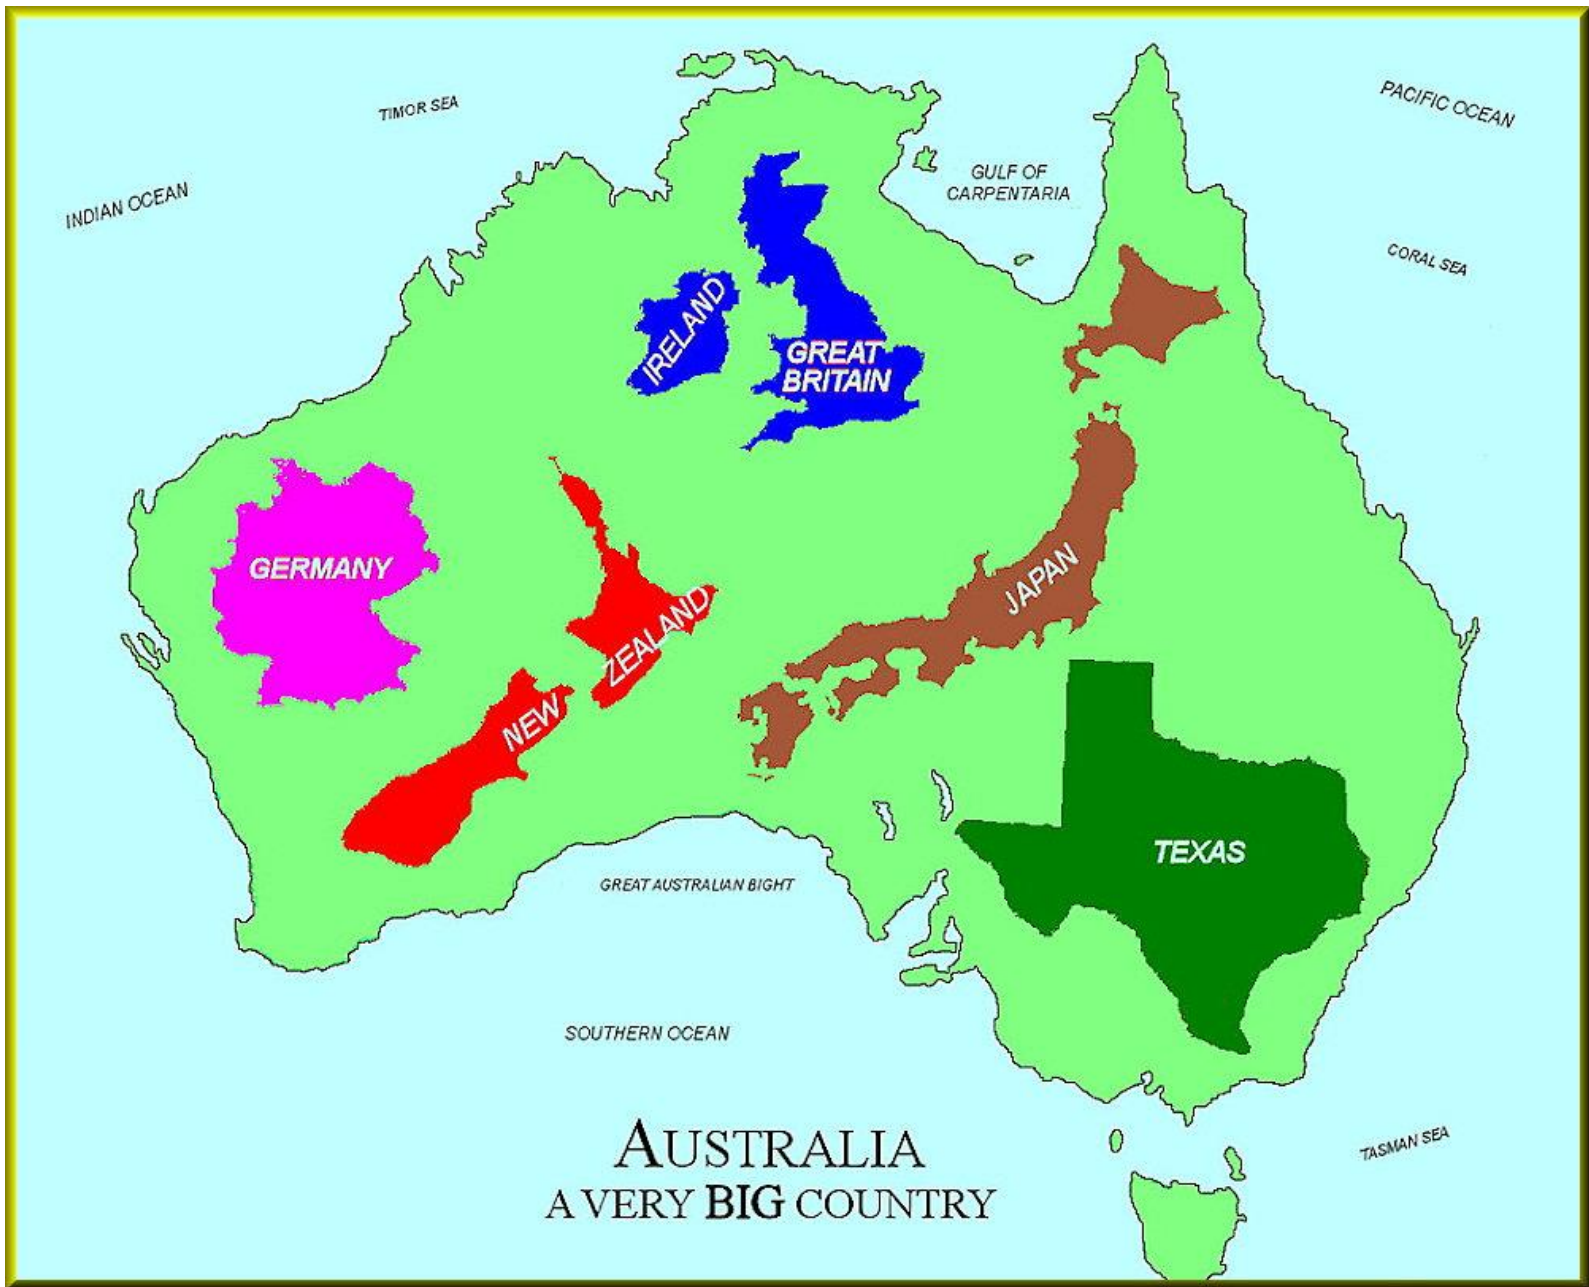 TIMOR SEA
PACIFIC OCEAN
INDIAN OCEAN
GULF OF
CARPENTARIA
CORAL SEA
IRELAND
GREAT
BRITAIN
GERMANY
JAPAN
NEW ZEALAND
TEXAS
GREAT AUSTRALIAN BIGHT
SOUTHERN OCEAN
TASMAN SEA
AUSTRALIA
A VERY BIG COUNTRY